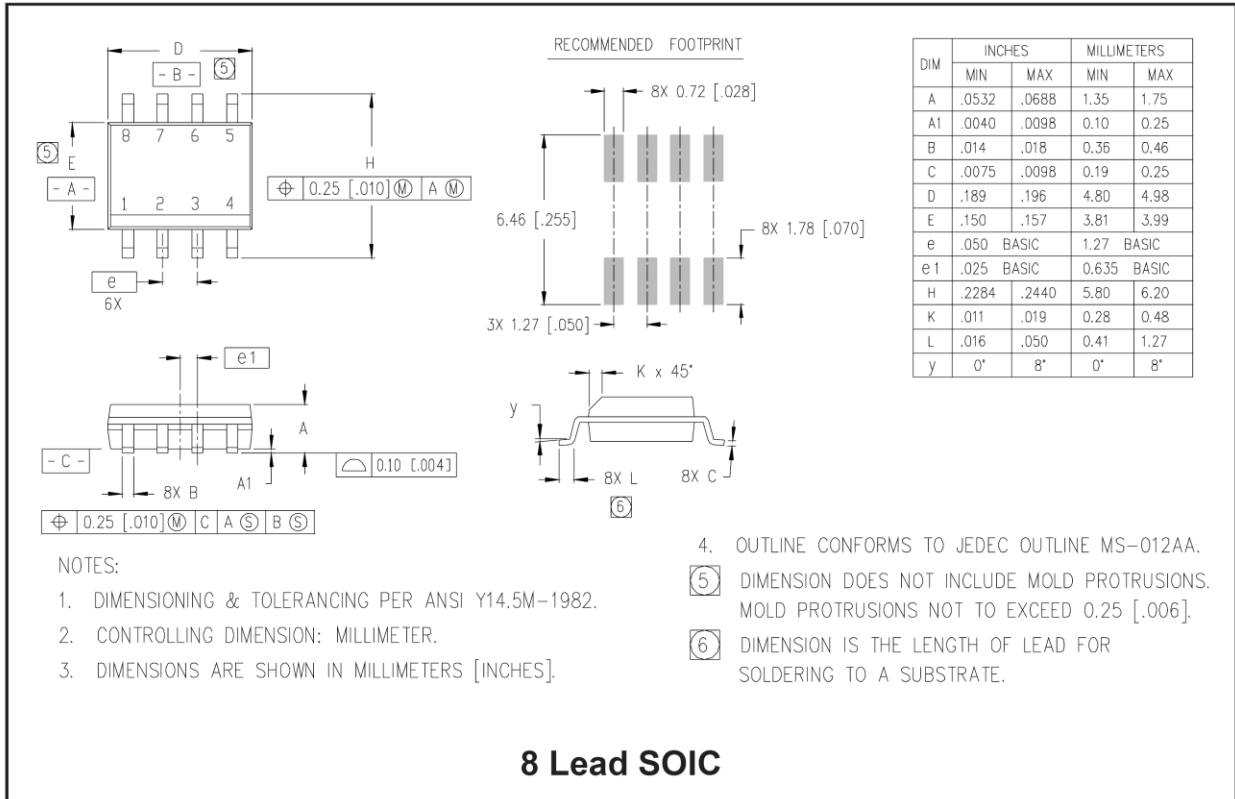 D
- B -
5
8 7 6 5
5
E
- A -
H
⌖ 0.25 [.010] Ⓜ A Ⓜ
1 2 3 4
e
6X
RECOMMENDED FOOTPRINT
8X 0.72 [.028]
6.46 [.255]
8X 1.78 [.070]
3X 1.27 [.050]
DIM INCHES MILLIMETERS
MIN MAX MIN MAX
A .0532 .0688 1.35 1.75
A1 .0040 .0098 0.10 0.25
B .014 .018 0.36 0.46
C .0075 .0098 0.19 0.25
D .189 .196 4.80 4.98
E .150 .157 3.81 3.99
e .050 BASIC 1.27 BASIC
e1 .025 BASIC 0.635 BASIC
H .2284 .2440 5.80 6.20
K .011 .019 0.28 0.48
L .016 .050 0.41 1.27
y 0° 8° 0° 8°
e1
A
- C -
8X B
A1
⌓ 0.10 [.004]
⌖ 0.25 [.010] Ⓜ C A Ⓢ B Ⓢ
K x 45°
y
8X L
6
8X C
NOTES:
1. DIMENSIONING & TOLERANCING PER ANSI Y14.5M-1982.
2. CONTROLLING DIMENSION: MILLIMETER.
3. DIMENSIONS ARE SHOWN IN MILLIMETERS [INCHES].
4. OUTLINE CONFORMS TO JEDEC OUTLINE MS-012AA.
5 DIMENSION DOES NOT INCLUDE MOLD PROTRUSIONS.
MOLD PROTRUSIONS NOT TO EXCEED 0.25 [.006].
6 DIMENSION IS THE LENGTH OF LEAD FOR
SOLDERING TO A SUBSTRATE.
8 Lead SOIC